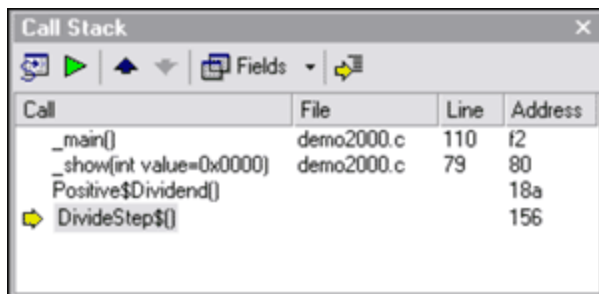 Call Stack
Fields
Call File Line Address
_main() demo2000.c 110 f2
_show(int value=0x0000) demo2000.c 79 80
Positive$Dividend() 18a
DivideStep$() 156